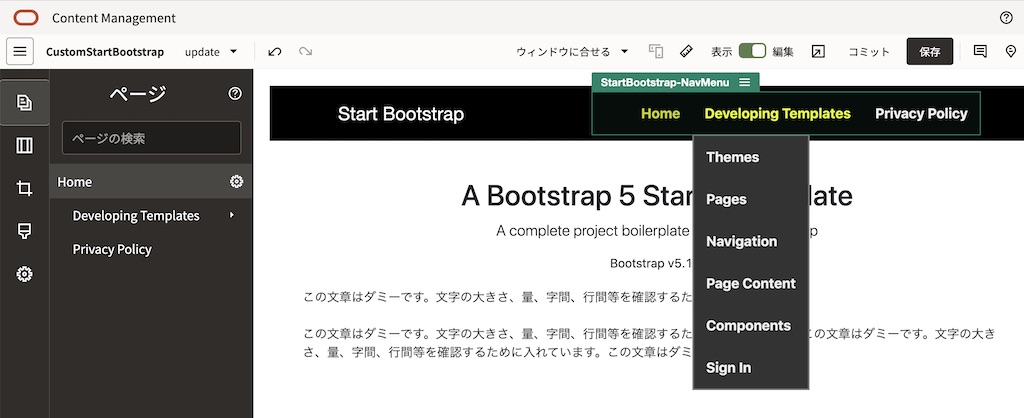 Content Management
CustomStartBootstrap update ウィンドウに合せる 表示 編集 コミット 保存
ページ
ページの検索
Home
Developing Templates
Privacy Policy
StartBootstrap-NavMenu
Start Bootstrap Home Developing Templates Privacy Policy
Themes
Pages
Navigation
Page Content
Components
Sign In
A Bootstrap 5 Star late
A complete project boilerplate p
Bootstrap v5.1
この文章はダミーです。文字の大きさ、量、字間、行間等を確認するた
この文章はダミーです。文字の大きさ、量、字間、行間等を確認するた の文章はダミーです。文字の大き
さ、量、字間、行間等を確認するために入れています。この文章はダミ